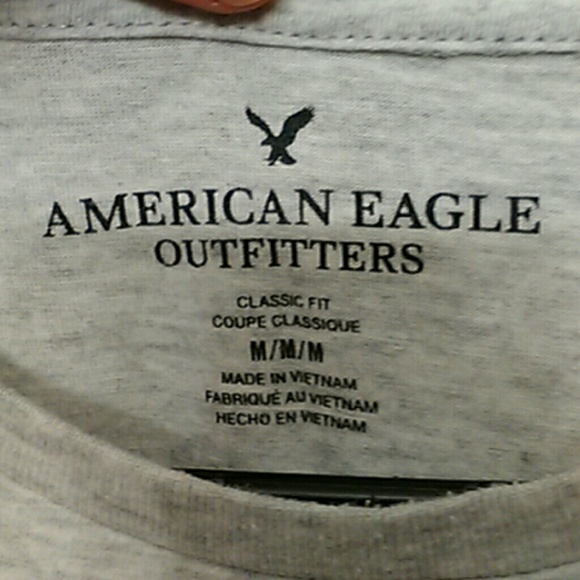 AMERICAN EAGLE
OUTFITTERS
CLASSIC FIT
COUPE CLASSIQUE
M/M/M
MADE IN VIETNAM
FABRIQUÉ AU VIETNAM
HECHO EN VIETNAM